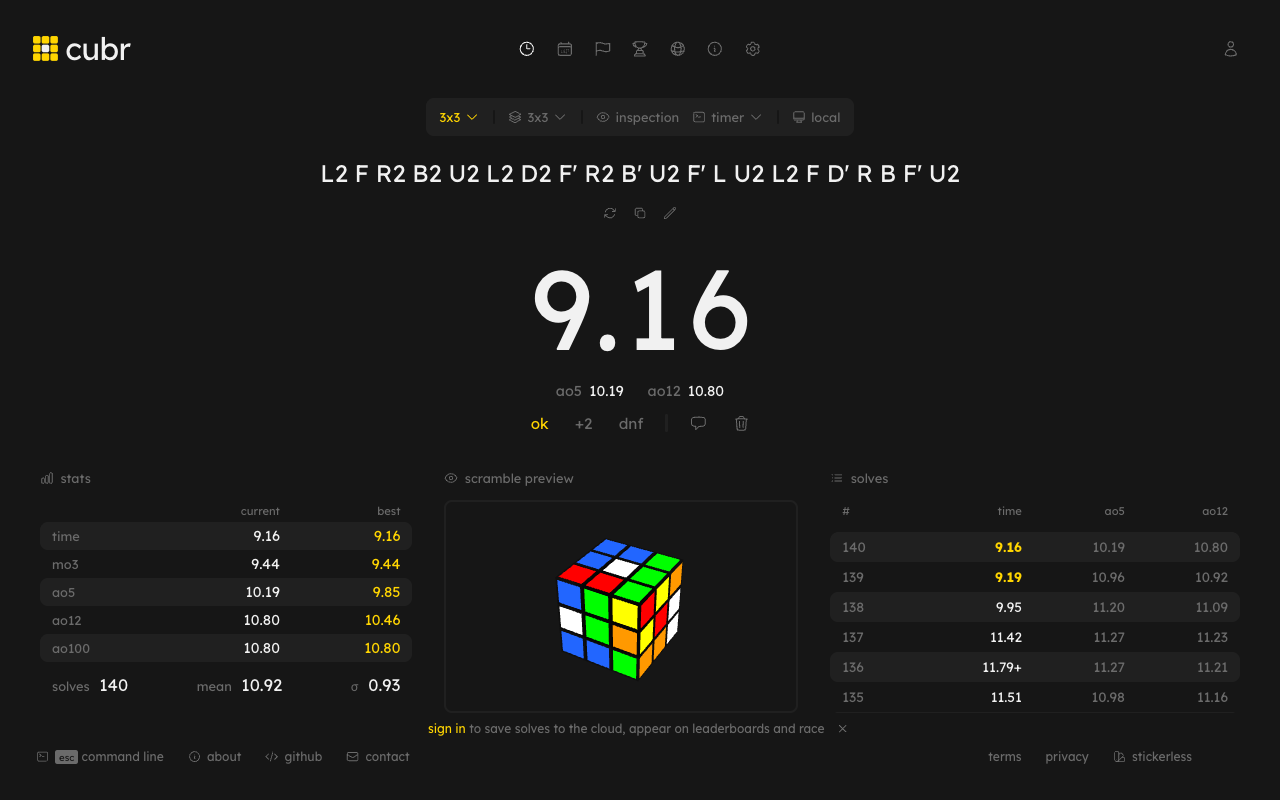 cubr
3x3 3x3 inspection timer local
L2 F R2 B2 U2 L2 D2 F' R2 B' U2 F' L U2 L2 F D' R B F' U2
9.16
ao5 10.19 ao12 10.80
ok +2 dnf
stats
current best
time 9.16 9.16
mo3 9.44 9.44
ao5 10.19 9.85
ao12 10.80 10.46
ao100 10.80 10.80
solves 140 mean 10.92 σ 0.93
scramble preview
solves
# time ao5 ao12
140 9.16 10.19 10.80
139 9.19 10.96 10.92
138 9.95 11.20 11.09
137 11.42 11.27 11.23
136 11.79+ 11.27 11.21
135 11.51 10.98 11.16
sign in to save solves to the cloud, appear on leaderboards and race
esc command line about github contact
terms privacy stickerless